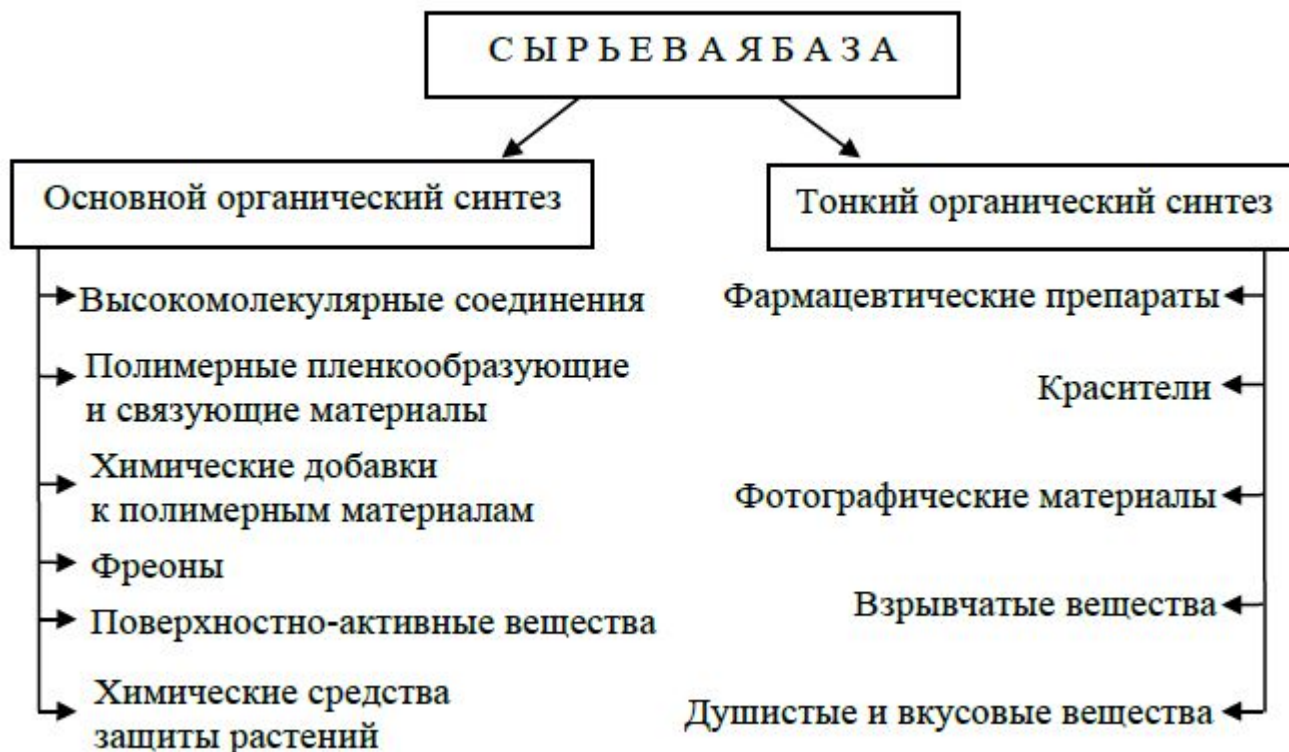 С Ы Р Ь Е В А Я Б А З А
Основной органический синтез
Высокомолекулярные соединения
Полимерные пленкообразующие
и связующие материалы
Химические добавки
к полимерным материалам
Фреоны
Поверхностно-активные вещества
Химические средства
защиты растений
Тонкий органический синтез
Фармацевтические препараты
Красители
Фотографические материалы
Взрывчатые вещества
Душистые и вкусовые вещества